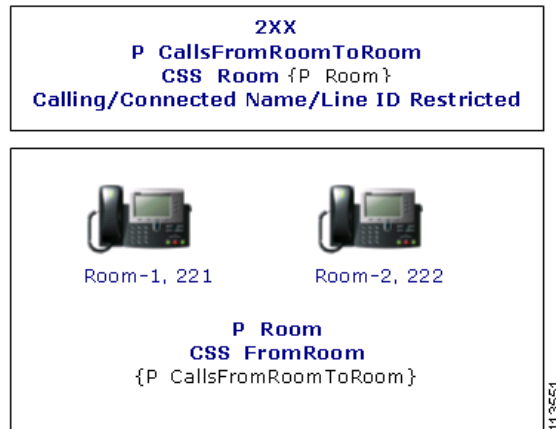 2XX
P CallsFromRoomToRoom
CSS Room {P Room}
Calling/Connected Name/Line ID Restricted
Room-1, 221 Room-2, 222
P Room
CSS FromRoom
{P CallsFromRoomToRoom}
113551